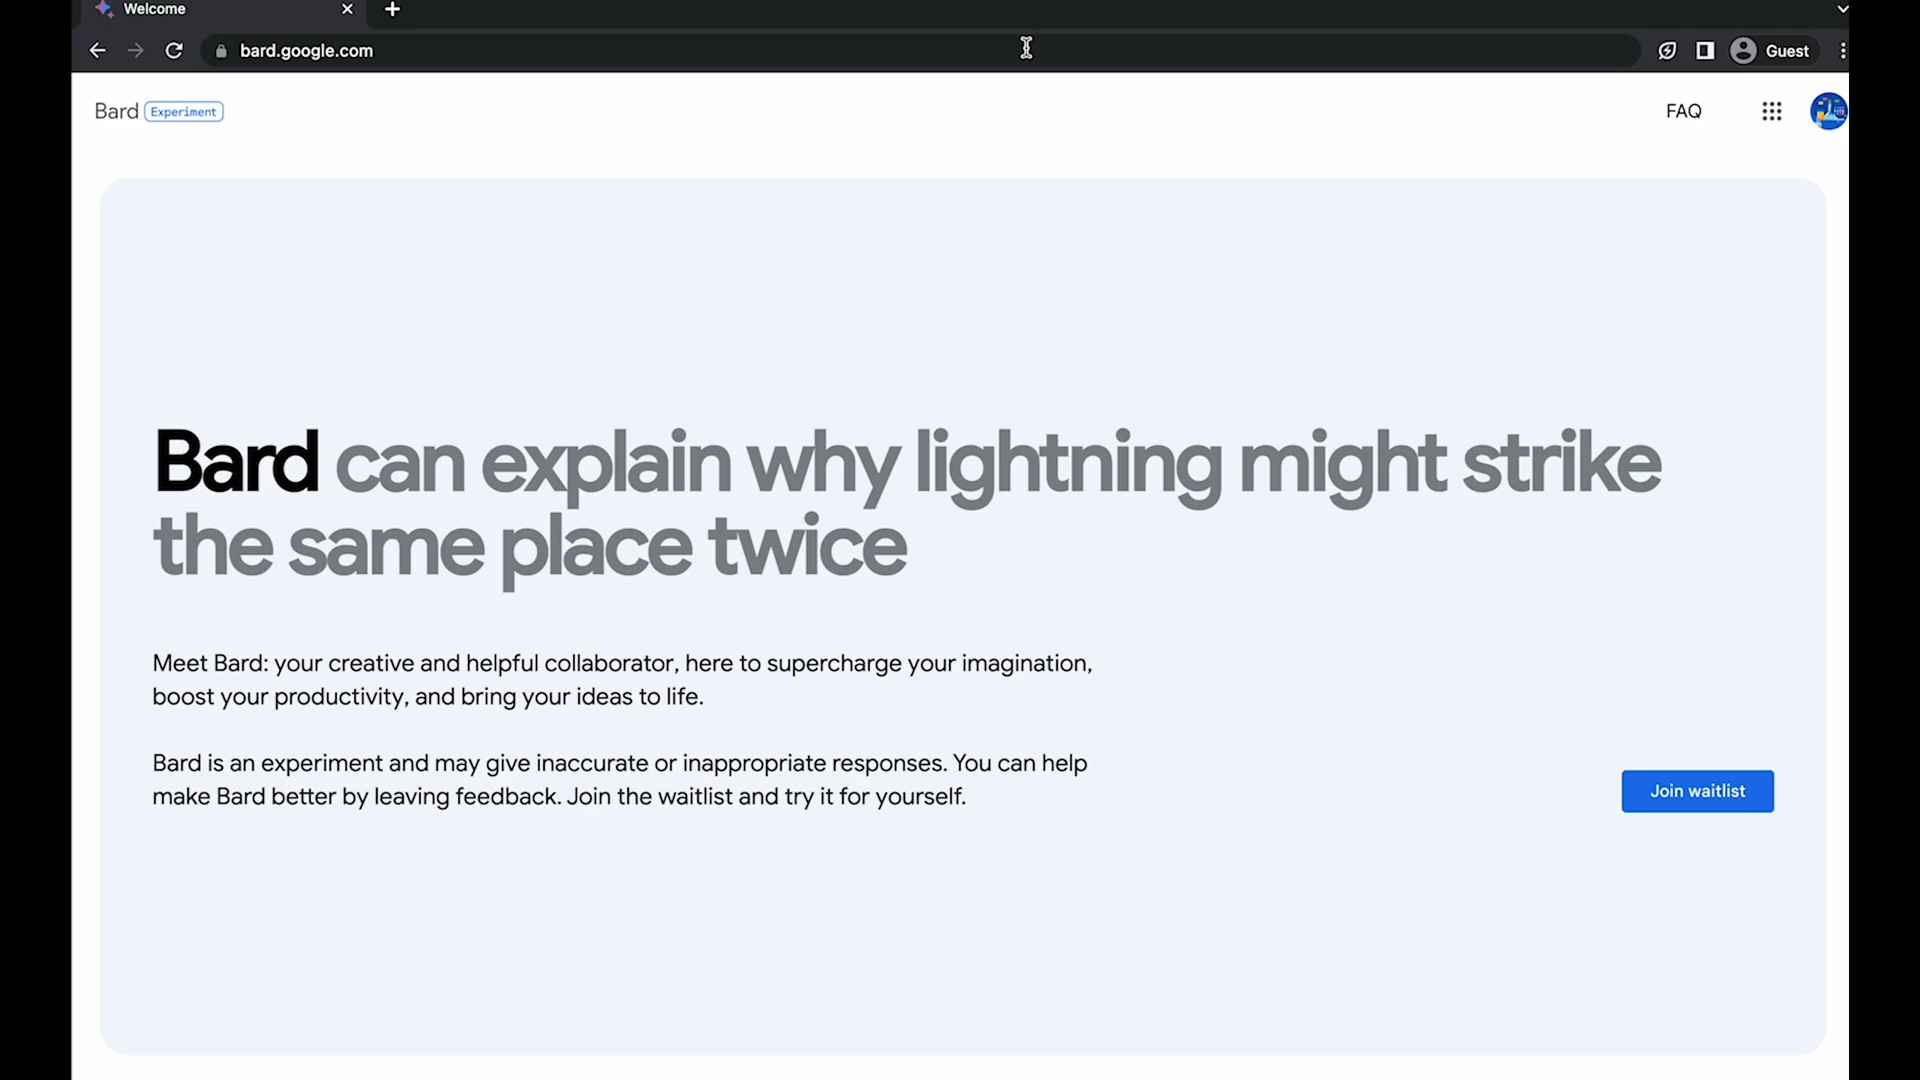 Welcome
bard.google.com
Guest
Bard Experiment
FAQ
Bard can explain why lightning might strike
the same place twice
Meet Bard: your creative and helpful collaborator, here to supercharge your imagination,
boost your productivity, and bring your ideas to life.
Bard is an experiment and may give inaccurate or inappropriate responses. You can help
make Bard better by leaving feedback. Join the waitlist and try it for yourself.
Join waitlist